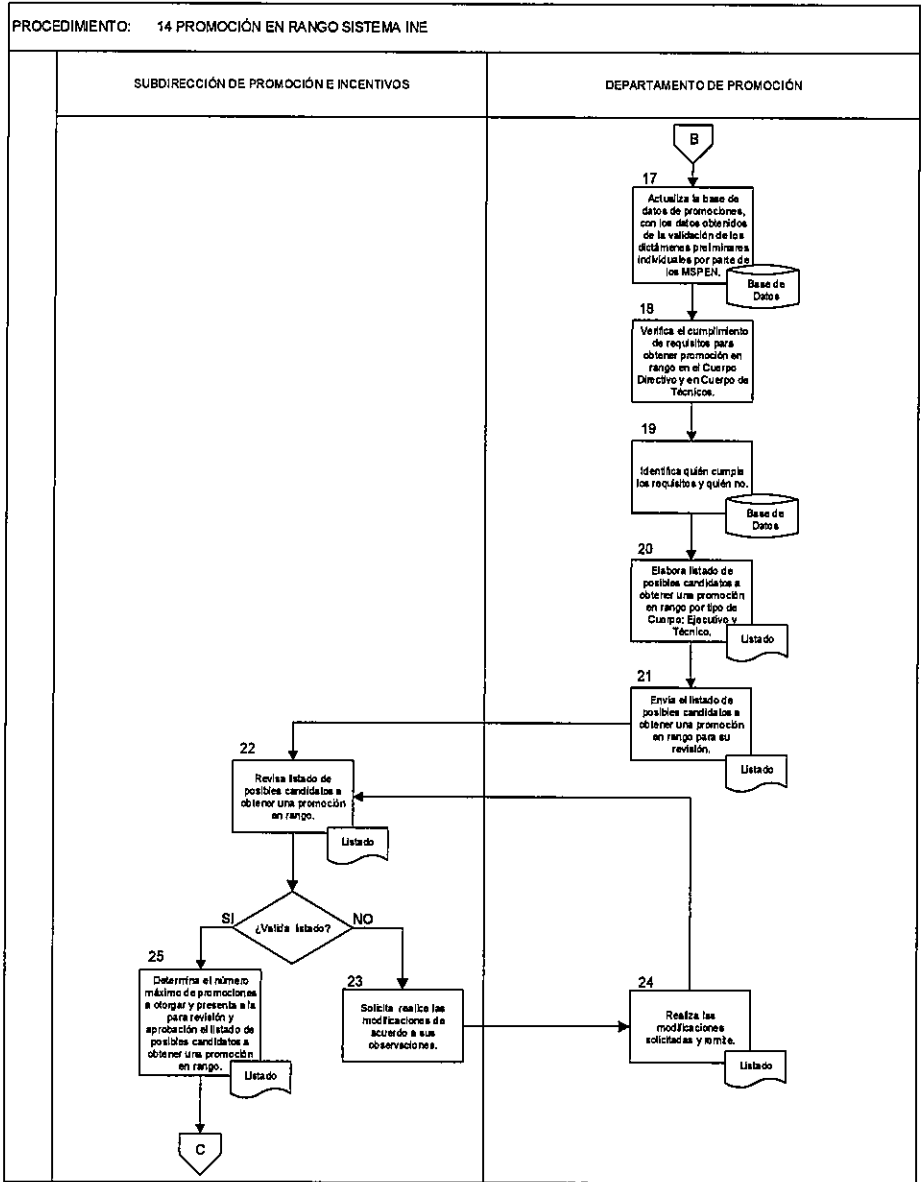 PROCEDIMIENTO: 14 PROMOCIÓN EN RANGO SISTEMA INE
SUBDIRECCIÓN DE PROMOCIÓN E INCENTIVOS
DEPARTAMENTO DE PROMOCIÓN
B
17
Actualiza la base de
datos de promociones,
con los datos obtenidos
de la validación de los
dictámenes preliminares
individuales por parte de
los MSPEN.
Base de
Datos
18
Verifica el cumplimiento
de requisitos para
obtener promoción en
rango en el Cuerpo
Directivo y en Cuerpo de
Técnicos.
19
Identifica quién cumple
los requisitos y quién no.
Base de
Datos
20
Elabora listado de
posibles candidatos a
obtener una promoción
en rango por tipo de
Cuerpo: Ejecutivo y
Técnico.
Listado
21
Envía el listado de
posibles candidatos a
obtener una promoción
en rango para su
revisión.
Listado
22
Revisa listado de
posibles candidatos a
obtener una promoción
en rango.
Listado
SI
¿Valida listado?
NO
25
Determina el número
máximo de promociones
a otorgar y presenta a la
para revisión y
aprobación el listado de
posibles candidatos a
obtener una promoción
en rango.
Listado
23
Solicita realice las
modificaciones de
acuerdo a sus
observaciones.
24
Realiza las
modificaciones
solicitadas y remite.
Listado
C